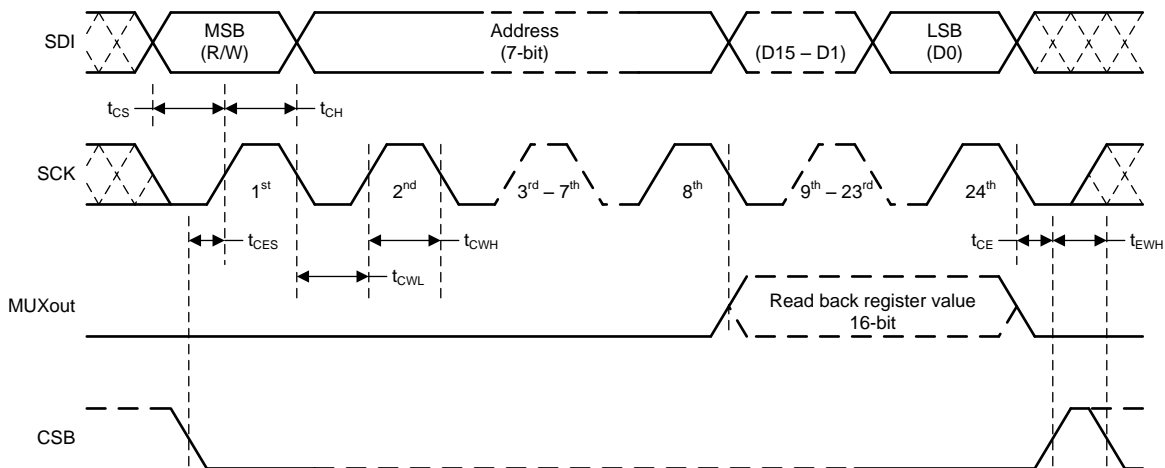 SDI
MSB
(R/W)
Address
(7-bit)
(D15 – D1)
LSB
(D0)
tCS
tCH
SCK
1st
2nd
3rd – 7th
8th
9th – 23rd
24th
tCES
tCWH
tCE
tEWH
tCWL
MUXout
Read back register value
16-bit
CSB